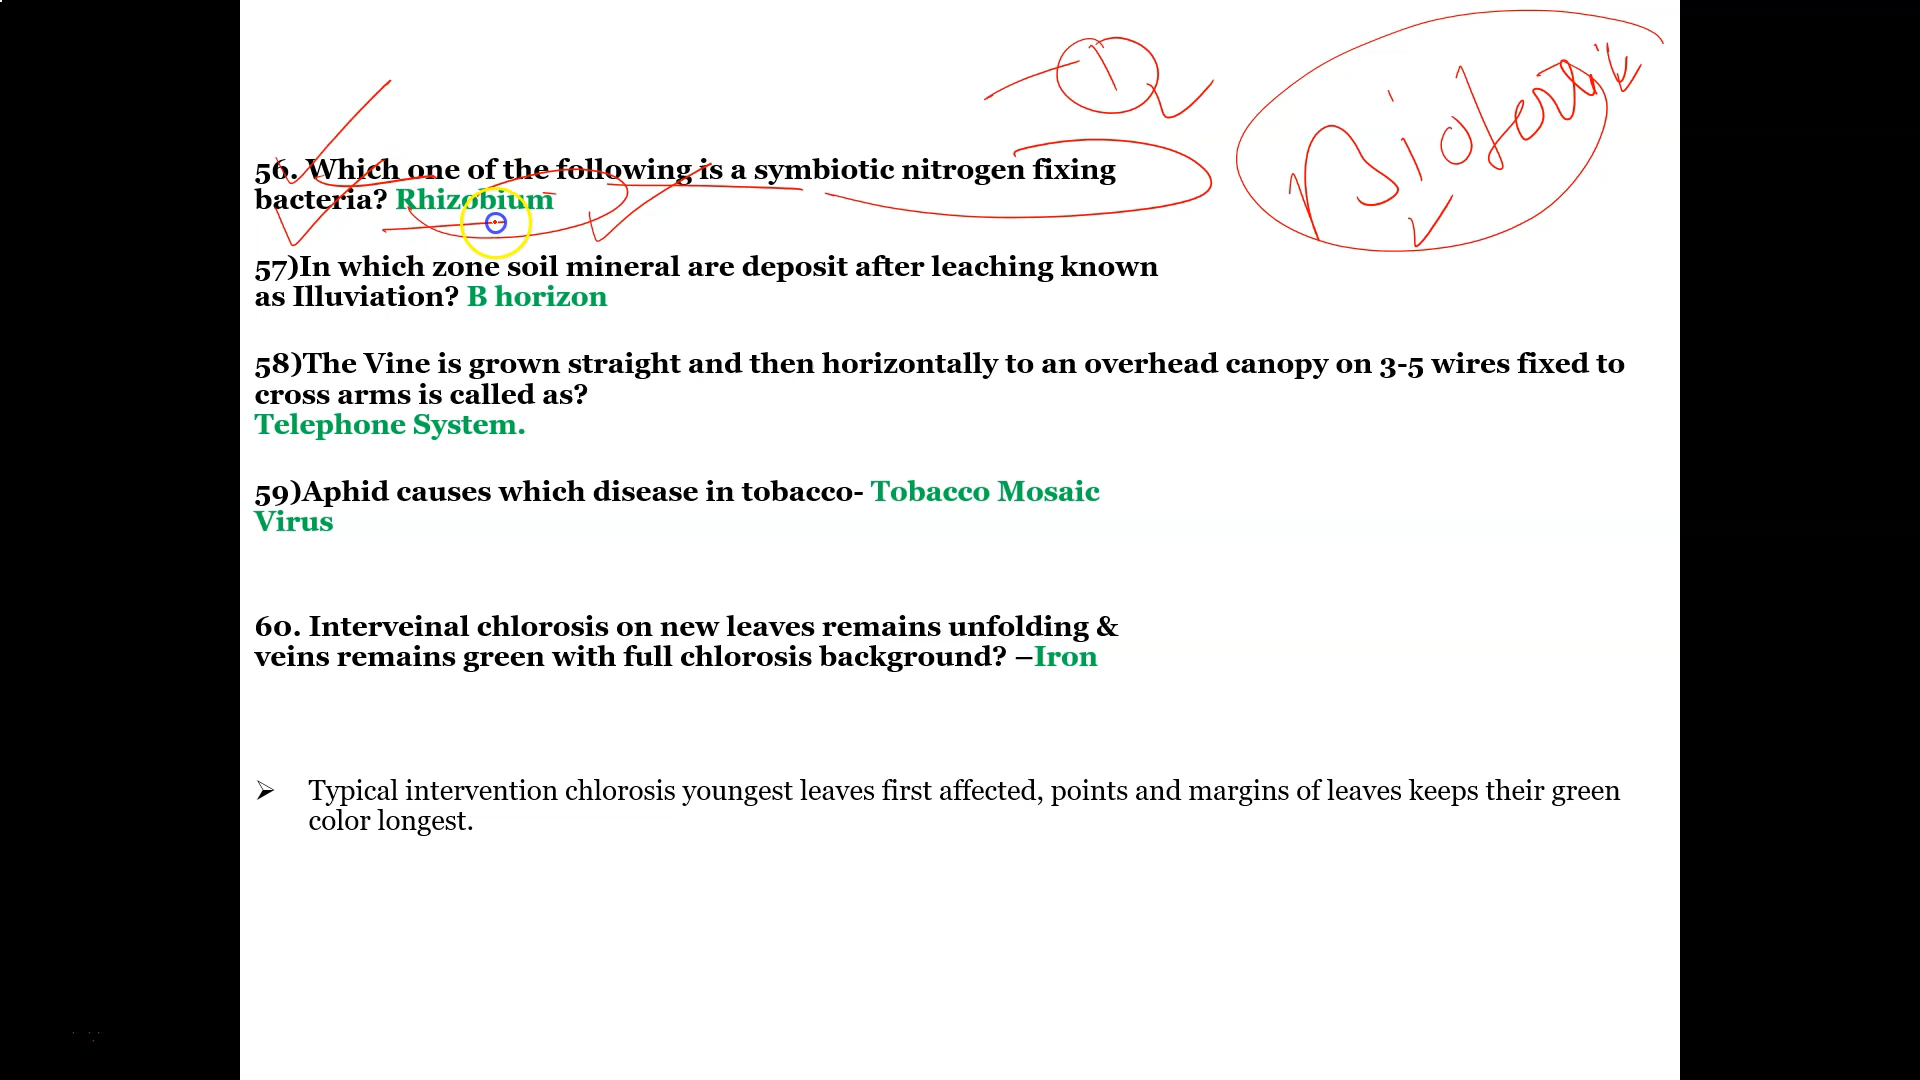 56. Which one of the following is a symbiotic nitrogen fixing
bacteria? Rhizobium
57)In which zone soil mineral are deposit after leaching known
as Illuviation? B horizon
58)The Vine is grown straight and then horizontally to an overhead canopy on 3-5 wires fixed to
cross arms is called as?
Telephone System.
59)Aphid causes which disease in tobacco- Tobacco Mosaic
Virus
60. Interveinal chlorosis on new leaves remains unfolding &
veins remains green with full chlorosis background? –Iron
➢ Typical intervention chlorosis youngest leaves first affected, points and margins of leaves keeps their green
color longest.